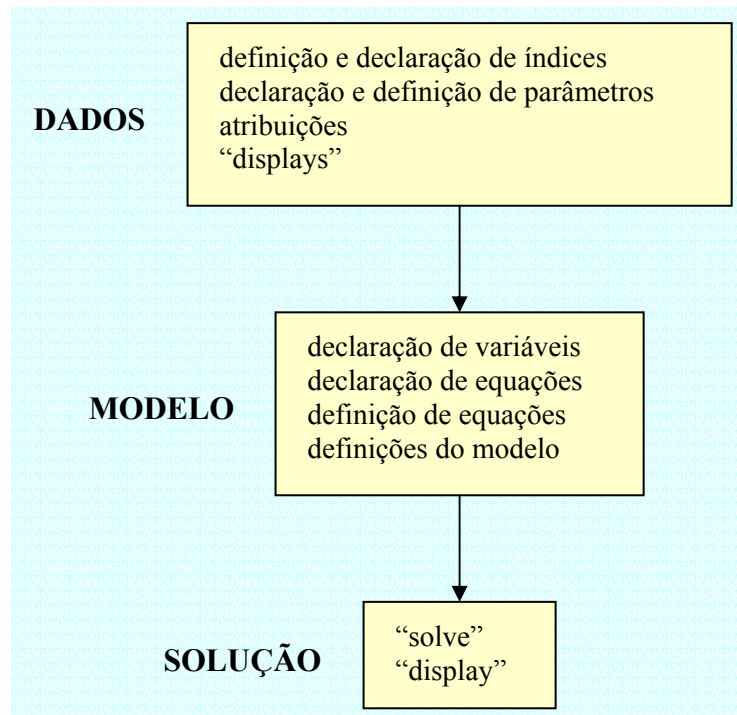 DADOS
definição e declaração de índices
declaração e definição de parâmetros
atribuições
“displays”
MODELO
declaração de variáveis
declaração de equações
definição de equações
definições do modelo
SOLUÇÃO
“solve”
“display”